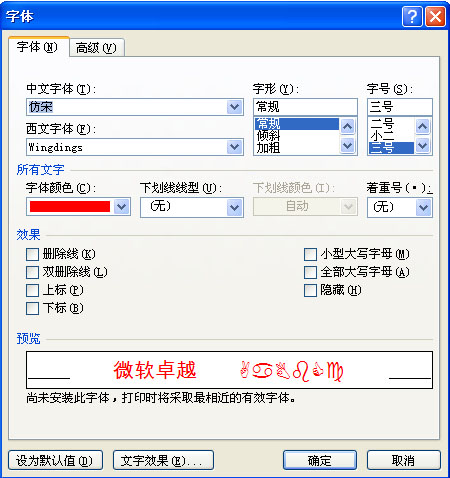 字体
字体(N) 高级(V)
中文字体(T): 字形(Y): 字号(S):
仿宋 常规 三号
西文字体(F): 常规 二号
倾斜 小二
Wingdings 加粗 三号
所有文字
字体颜色(C): 下划线线型(U): 下划线颜色(I): 着重号(·):
(无) 自动 (无)
效果
删除线(K) 小型大写字母(M)
双删除线(L) 全部大写字母(A)
上标(P) 隐藏(H)
下标(B)
预览
微软卓越 ✌♋✌♌👍♍
尚未安装此字体，打印时将采取最相近的有效字体。
设为默认值(D) 文字效果(E)... 确定 取消